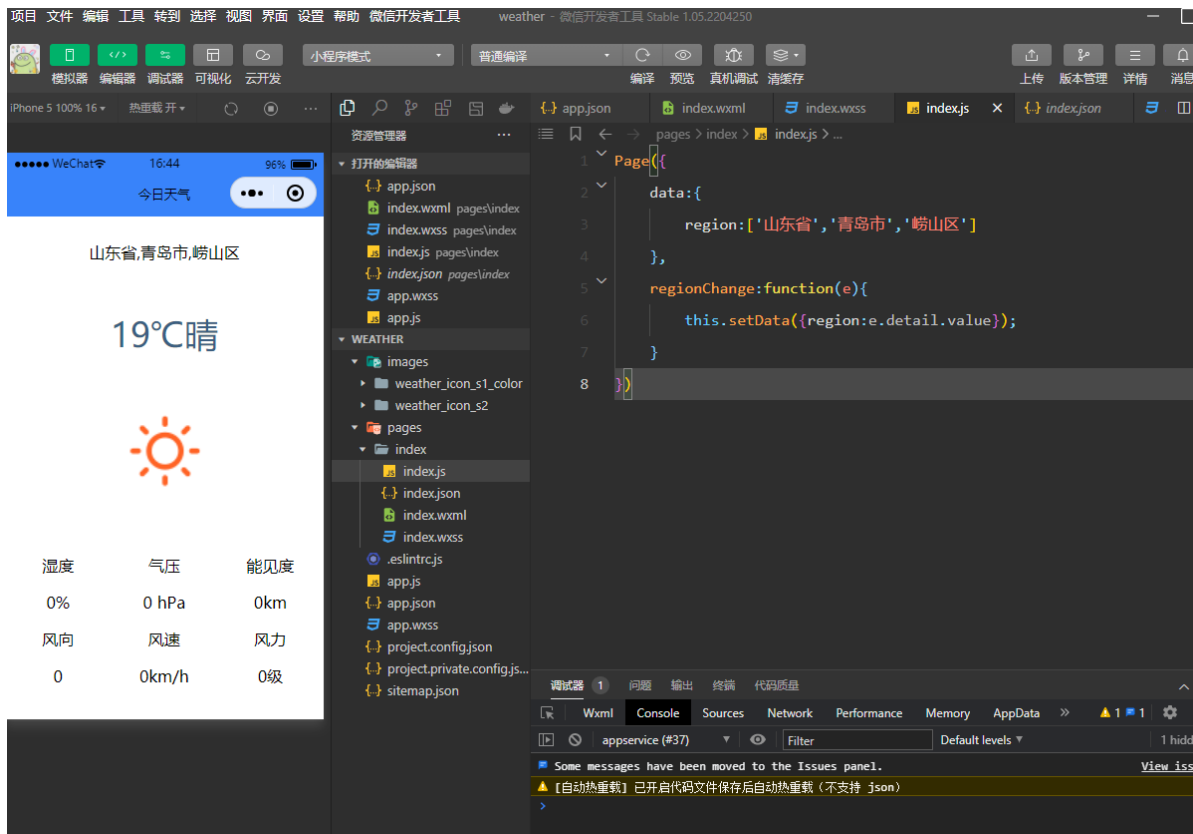 项目 文件 编辑 工具 转到 选择 视图 界面 设置 帮助 微信开发者工具 weather - 微信开发者工具 Stable 1.05.2204250
小程序模式 普通编译
模拟器 编辑器 调试器 可视化 云开发 编译 预览 真机调试 清缓存 上传 版本管理 详情 消息
iPhone 5 100% 16 热重载 开
{..} app.json index.wxml index.wxss JS index.js × {..} index.json
资源管理器 ...
pages > index > JS index.js > ...
●●●●● WeChat 16:44 96%
今日天气
山东省,青岛市,崂山区
19℃晴
湿度 气压 能见度
0% 0 hPa 0km
风向 风速 风力
0 0km/h 0级
打开的编辑器
{..} app.json
index.wxml pages\index
index.wxss pages\index
JS index.js pages\index
{..} index.json pages\index
app.wxss
JS app.js
WEATHER
images
weather_icon_s1_color
weather_icon_s2
pages
index
JS index.js
{..} index.json
index.wxml
index.wxss
.eslintrc.js
JS app.js
{..} app.json
app.wxss
{..} project.config.json
{..} project.private.config.js...
{..} sitemap.json
1 Page({
2 data:{
3 region:['山东省','青岛市','崂山区']
4 },
5 regionChange:function(e){
6 this.setData({region:e.detail.value});
7 }
8 })
调试器 1 问题 输出 终端 代码质量
Wxml Console Sources Network Performance Memory AppData » 1 1
appservice (#37) Filter Default levels 1 hidd
Some messages have been moved to the Issues panel. View iss
[自动热重载] 已开启代码文件保存后自动热重载（不支持 json）
>